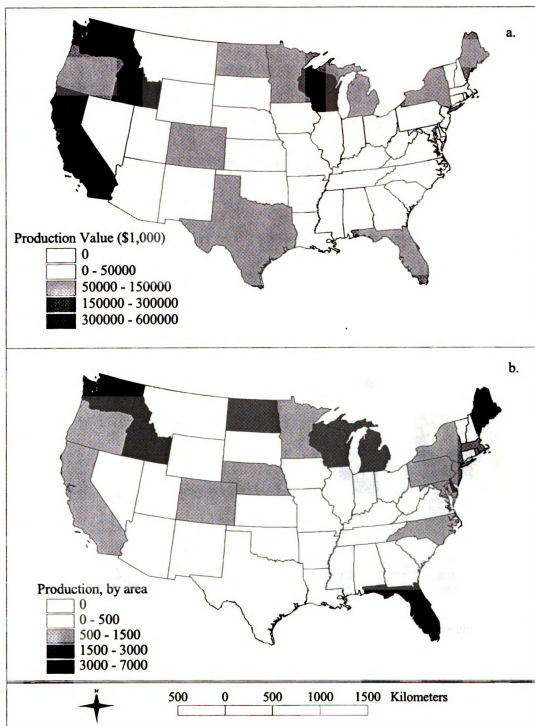 a.
Production Value ($1,000)
0
0 - 50000
50000 - 150000
150000 - 300000
300000 - 600000
b.
Production, by area
0
0 - 500
500 - 1500
1500 - 3000
3000 - 7000
N
500 0 500 1000 1500 Kilometers